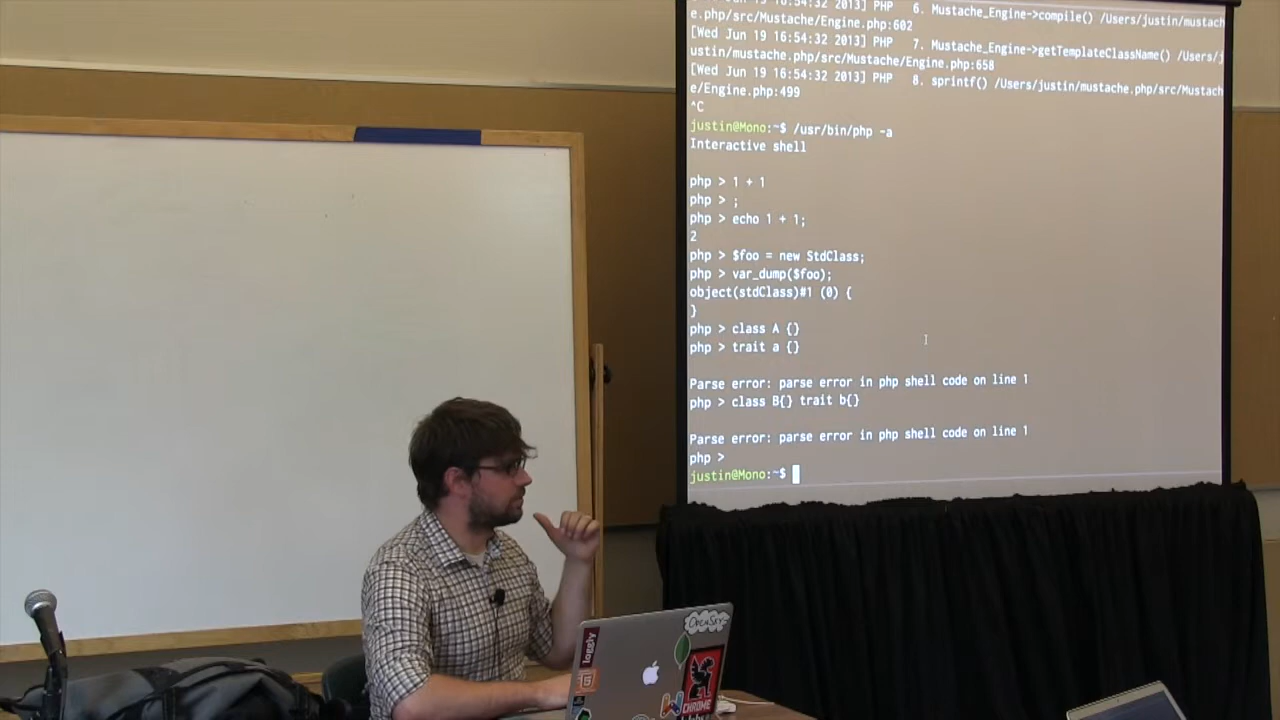 [Wed Jun 19 16:54:32 2013] PHP   6. Mustache_Engine->compile() /Users/justin/mustach
e.php/src/Mustache/Engine.php:602
[Wed Jun 19 16:54:32 2013] PHP   7. Mustache_Engine->getTemplateClassName() /Users/j
ustin/mustache.php/src/Mustache/Engine.php:658
[Wed Jun 19 16:54:32 2013] PHP   8. sprintf() /Users/justin/mustache.php/src/Mustach
e/Engine.php:499
^C
justin@Mono:~$ /usr/bin/php -a
Interactive shell
php > 1 + 1
php > ;
php > echo 1 + 1;
2
php > $foo = new StdClass;
php > var_dump($foo);
object(stdClass)#1 (0) {
}
php > class A {}
php > trait a {}
Parse error: parse error in php shell code on line 1
php > class B{} trait b{}
Parse error: parse error in php shell code on line 1
php >
justin@Mono:~$
OpenSky
loggly
CHROME